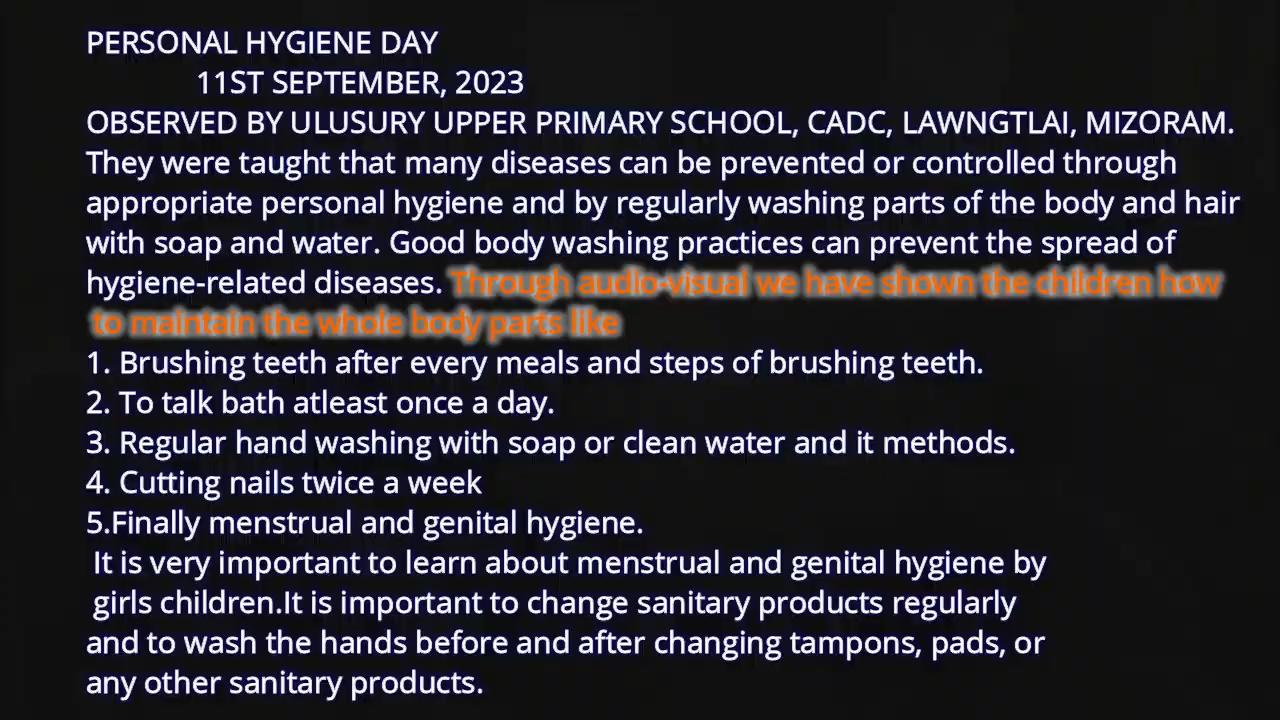 PERSONAL HYGIENE DAY
11ST SEPTEMBER, 2023
OBSERVED BY ULUSURY UPPER PRIMARY SCHOOL, CADC, LAWNGTLAI, MIZORAM.
They were taught that many diseases can be prevented or controlled through
appropriate personal hygiene and by regularly washing parts of the body and hair
with soap and water. Good body washing practices can prevent the spread of
hygiene-related diseases. Through audio-visual we have shown the children how
to maintain the whole body parts like
1. Brushing teeth after every meals and steps of brushing teeth.
2. To talk bath atleast once a day.
3. Regular hand washing with soap or clean water and it methods.
4. Cutting nails twice a week
5.Finally menstrual and genital hygiene.
It is very important to learn about menstrual and genital hygiene by
girls children.It is important to change sanitary products regularly
and to wash the hands before and after changing tampons, pads, or
any other sanitary products.